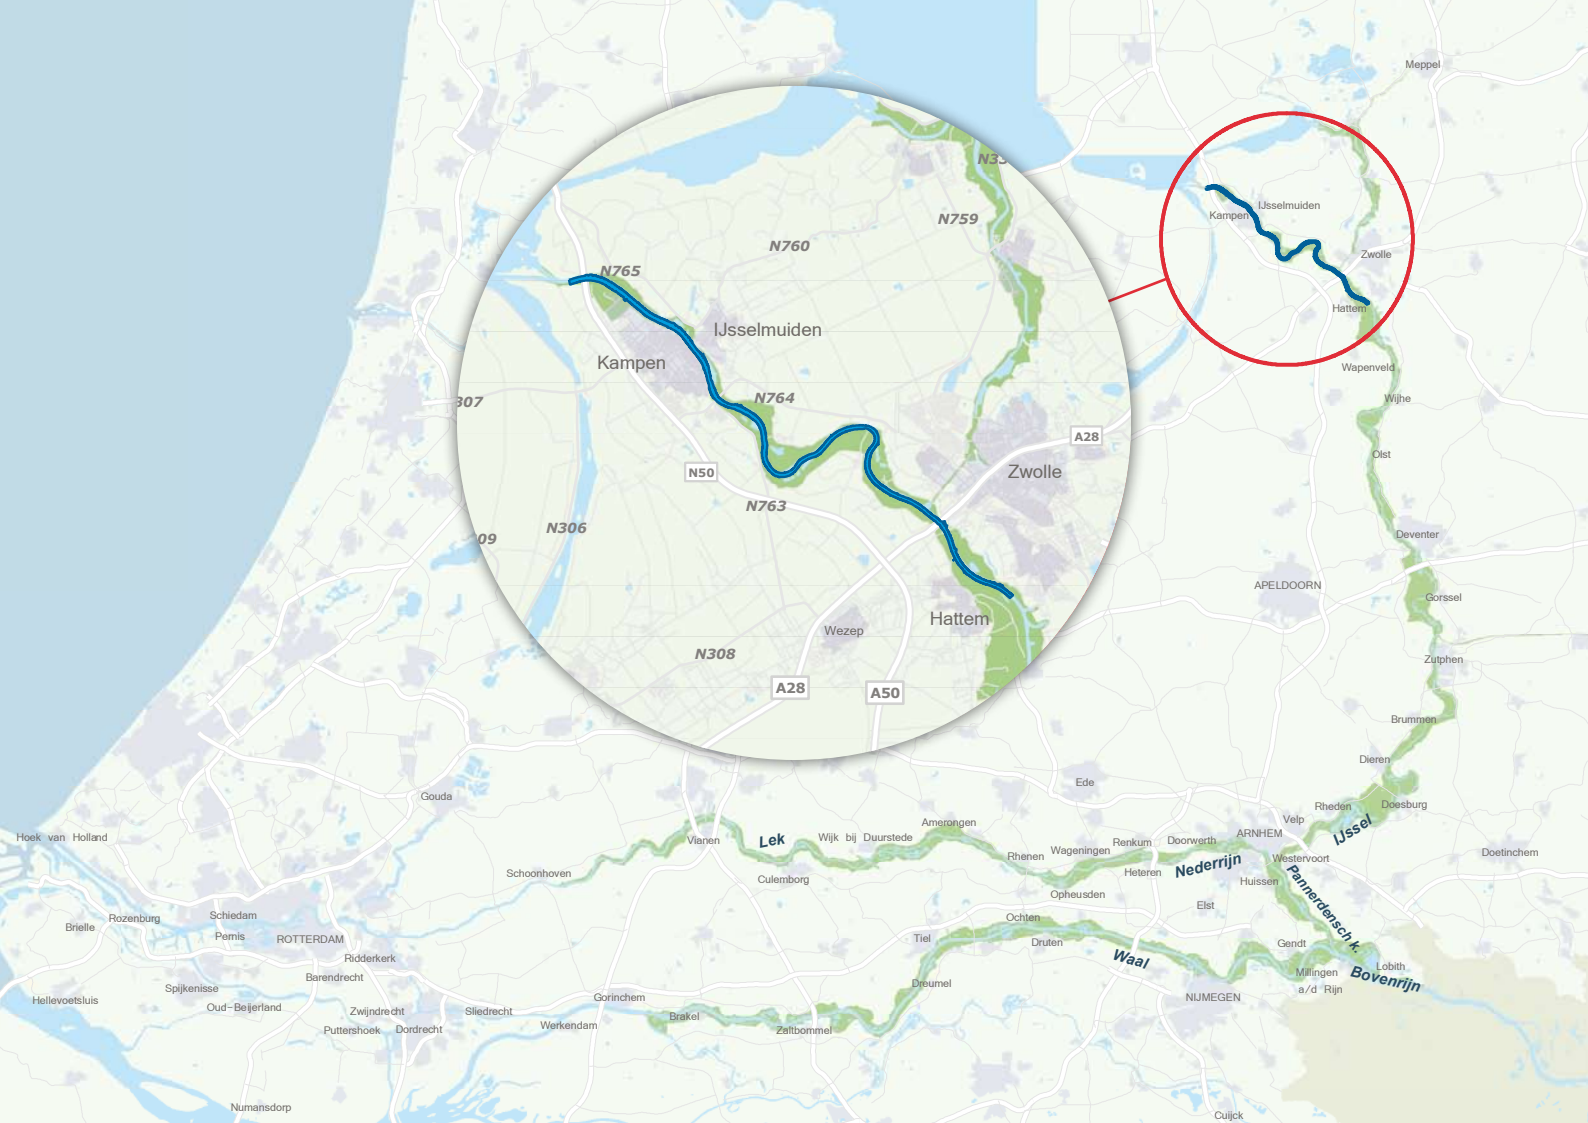 Meppel
N33
N759
N760
IJsselmuiden
Kampen
Zwolle
N765
IJsselmuiden
Kampen
Hattem
Wapenveld
307
N764
A28
Wijhe
Olst
N50
Zwolle
N763
N306
09
Deventer
APELDOORN
Gorssel
Hattem
Wezep
N308
A28
A50
Zutphen
Brummen
Dieren
Ede
Gouda
Rheden
Doesburg
Velp
IJssel
Hoek van Holland
Vianen
Lek
Wijk bij Duurstede
Amerongen
Rhenen
Wageningen
Renkum
Doorwerth
ARNHEM
Westervoort
Doetinchem
Schoonhoven
Culemborg
Heteren
Nederrijn
Huissen
Opheusden
Elst
Pannerdensch k.
Brielle
Rozenburg
Schiedam
Pernis
ROTTERDAM
Ridderkerk
Barendrecht
Tiel
Ochten
Druten
Waal
Gendt
Lobith
Millingen
a/d Rijn
Bovenrijn
Spijkenisse
Hellevoetsluis
Oud-Beijerland
Zwijndrecht
Puttershoek
Dordrecht
Sliedrecht
Gorinchem
Werkendam
Brakel
Zaltbommel
Dreumel
NIJMEGEN
Numansdorp
Cuijck